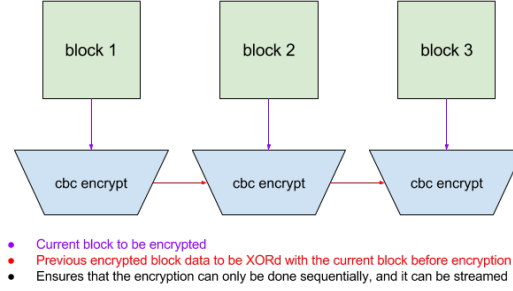 block 1
block 2
block 3
cbc encrypt
cbc encrypt
cbc encrypt
Current block to be encrypted
Previous encrypted block data to be XORd with the current block before encryption
Ensures that the encryption can only be done sequentially, and it can be streamed